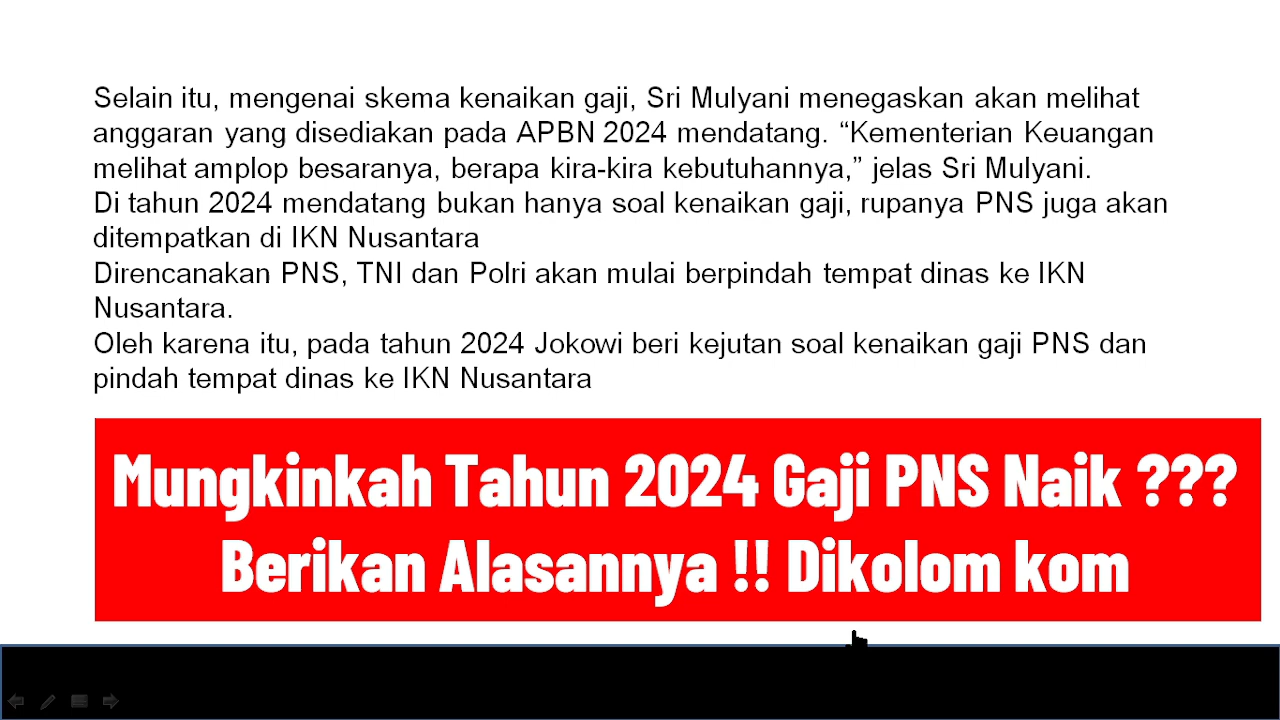 Selain itu, mengenai skema kenaikan gaji, Sri Mulyani menegaskan akan melihat
anggaran yang disediakan pada APBN 2024 mendatang. “Kementerian Keuangan
melihat amplop besaranya, berapa kira-kira kebutuhannya,” jelas Sri Mulyani.
Di tahun 2024 mendatang bukan hanya soal kenaikan gaji, rupanya PNS juga akan
ditempatkan di IKN Nusantara
Direncanakan PNS, TNI dan Polri akan mulai berpindah tempat dinas ke IKN
Nusantara.
Oleh karena itu, pada tahun 2024 Jokowi beri kejutan soal kenaikan gaji PNS dan
pindah tempat dinas ke IKN Nusantara
Mungkinkah Tahun 2024 Gaji PNS Naik ???
Berikan Alasannya !! Dikolom kom